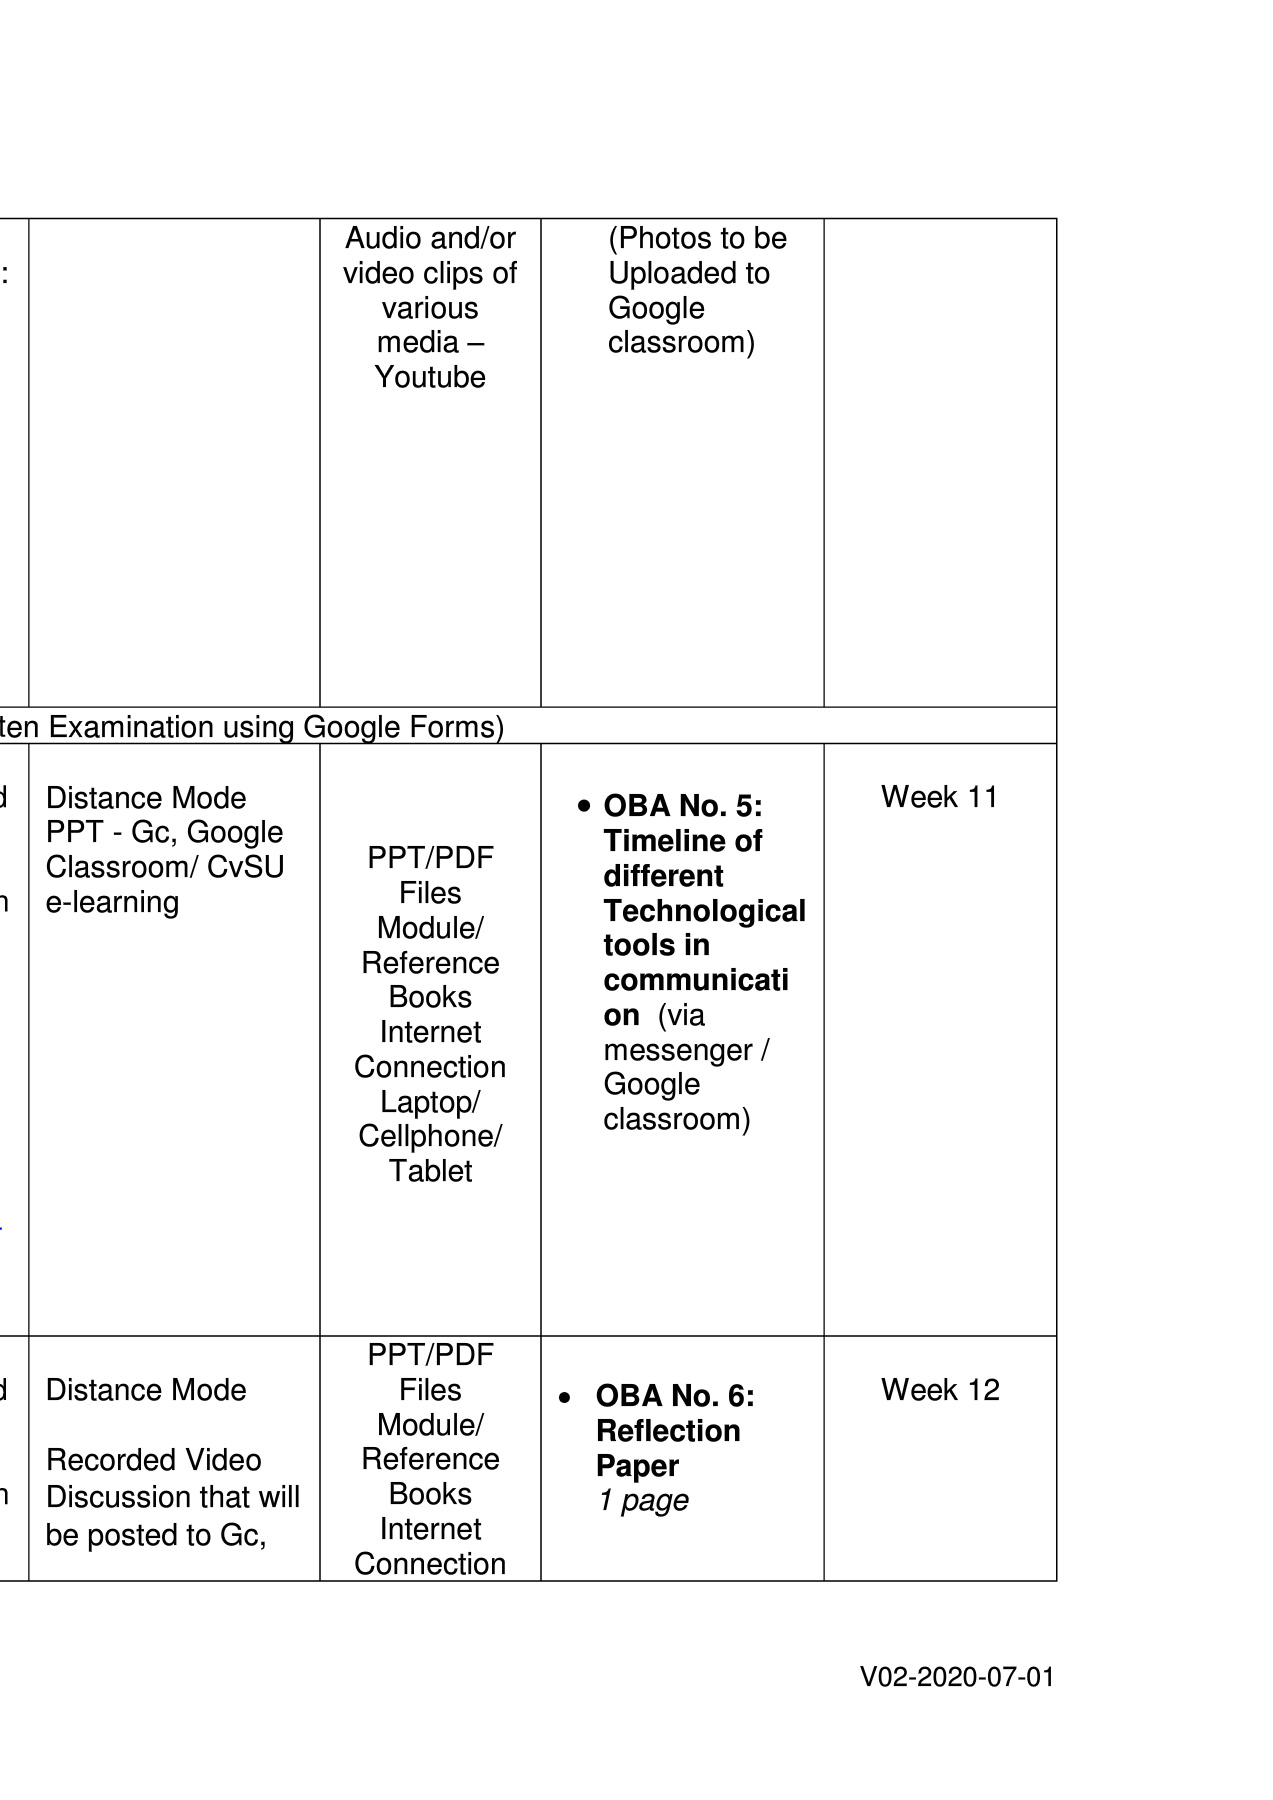 :
Audio and/or
video clips of
various
media –
Youtube
(Photos to be
Uploaded to
Google
classroom)
ten Examination using Google Forms)
d
n
Distance Mode
PPT - Gc, Google
Classroom/ CvSU
e-learning
PPT/PDF
Files
Module/
Reference
Books
Internet
Connection
Laptop/
Cellphone/
Tablet
• OBA No. 5:
Timeline of
different
Technological
tools in
communicati
on (via
messenger /
Google
classroom)
Week 11
d
n
Distance Mode
Recorded Video
Discussion that will
be posted to Gc,
PPT/PDF
Files
Module/
Reference
Books
Internet
Connection
• OBA No. 6:
Reflection
Paper
1 page
Week 12
V02-2020-07-01